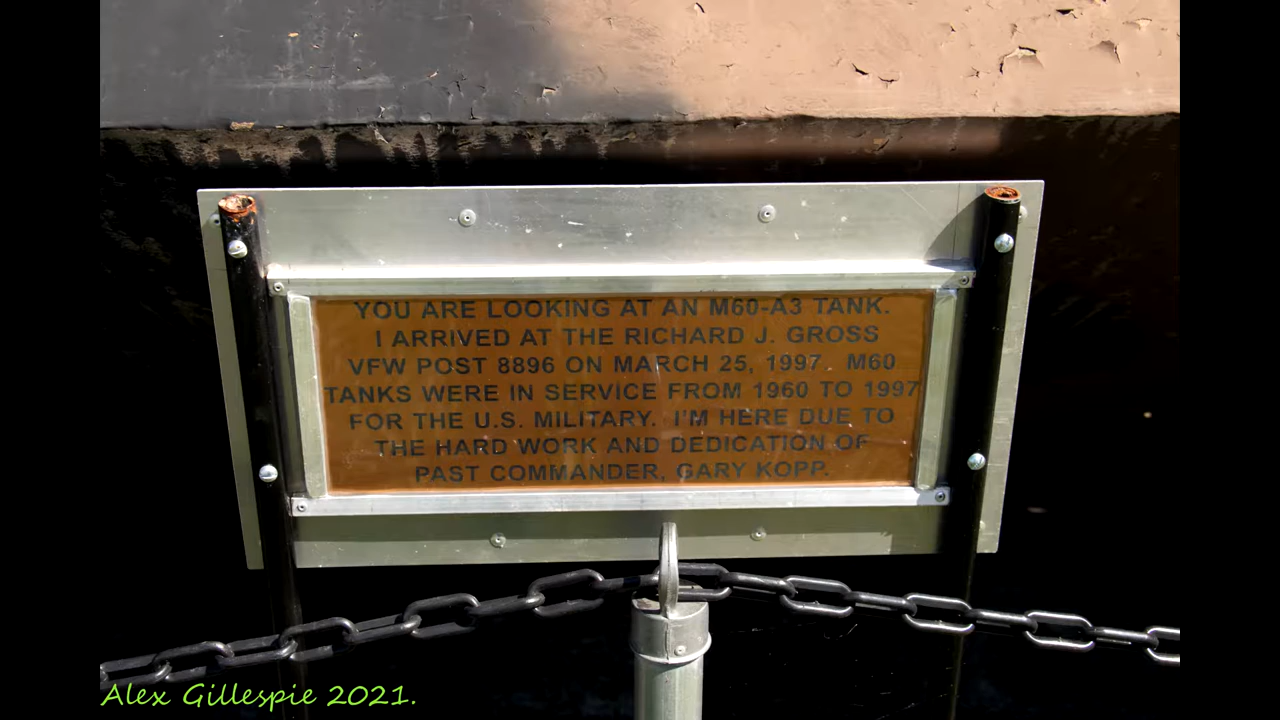 YOU ARE LOOKING AT AN M60-A3 TANK.
I ARRIVED AT THE RICHARD J. GROSS
VFW POST 8896 ON MARCH 25, 1997. M60
TANKS WERE IN SERVICE FROM 1960 TO 1997
FOR THE U.S. MILITARY. I'M HERE DUE TO
THE HARD WORK AND DEDICATION OF
PAST COMMANDER, GARY KOPP.
Alex Gillespie 2021.